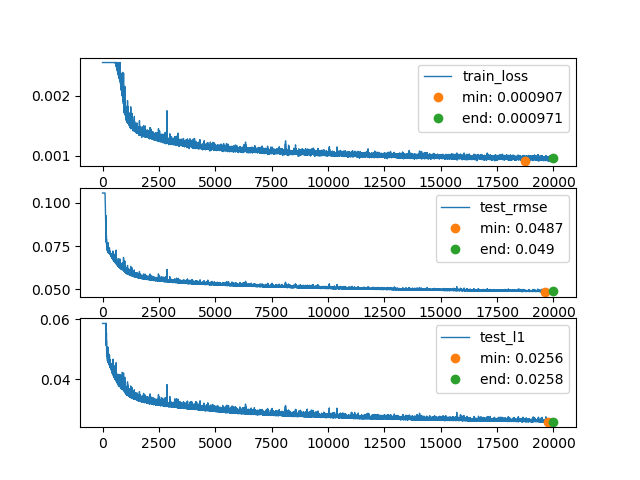 train_loss
min: 0.000907
end: 0.000971
0.002
0.001
0 2500 5000 7500 10000 12500 15000 17500 20000
test_rmse
min: 0.0487
end: 0.049
0.100
0.075
0.050
0 2500 5000 7500 10000 12500 15000 17500 20000
test_l1
min: 0.0256
end: 0.0258
0.06
0.04
0 2500 5000 7500 10000 12500 15000 17500 20000